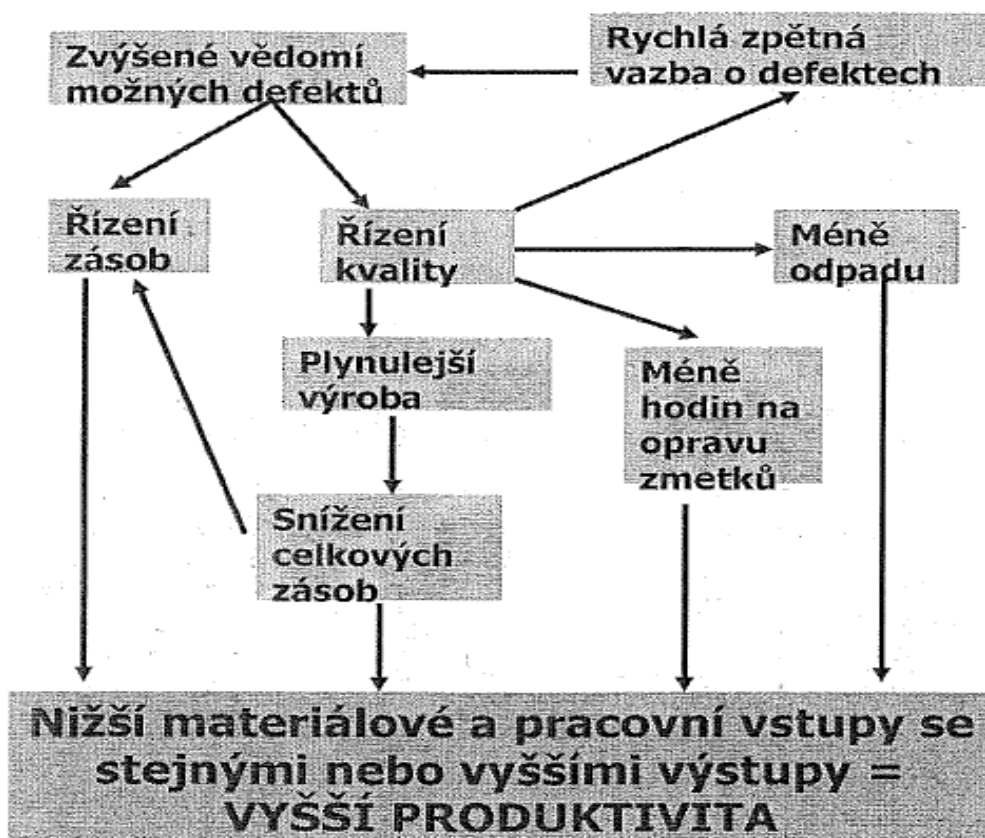 Zvýšené vědomí
možných defektů
Rychlá zpětná
vazba o defektech
Řízení
zásob
Řízení
kvality
Méně
odpadu
Plynulejší
výroba
Méně
hodin na
opravu
zmetků
Snížení
celkových
zásob
Nižší materiálové a pracovní vstupy se
stejnými nebo vyššími výstupy =
VYŠŠÍ PRODUKTIVITA